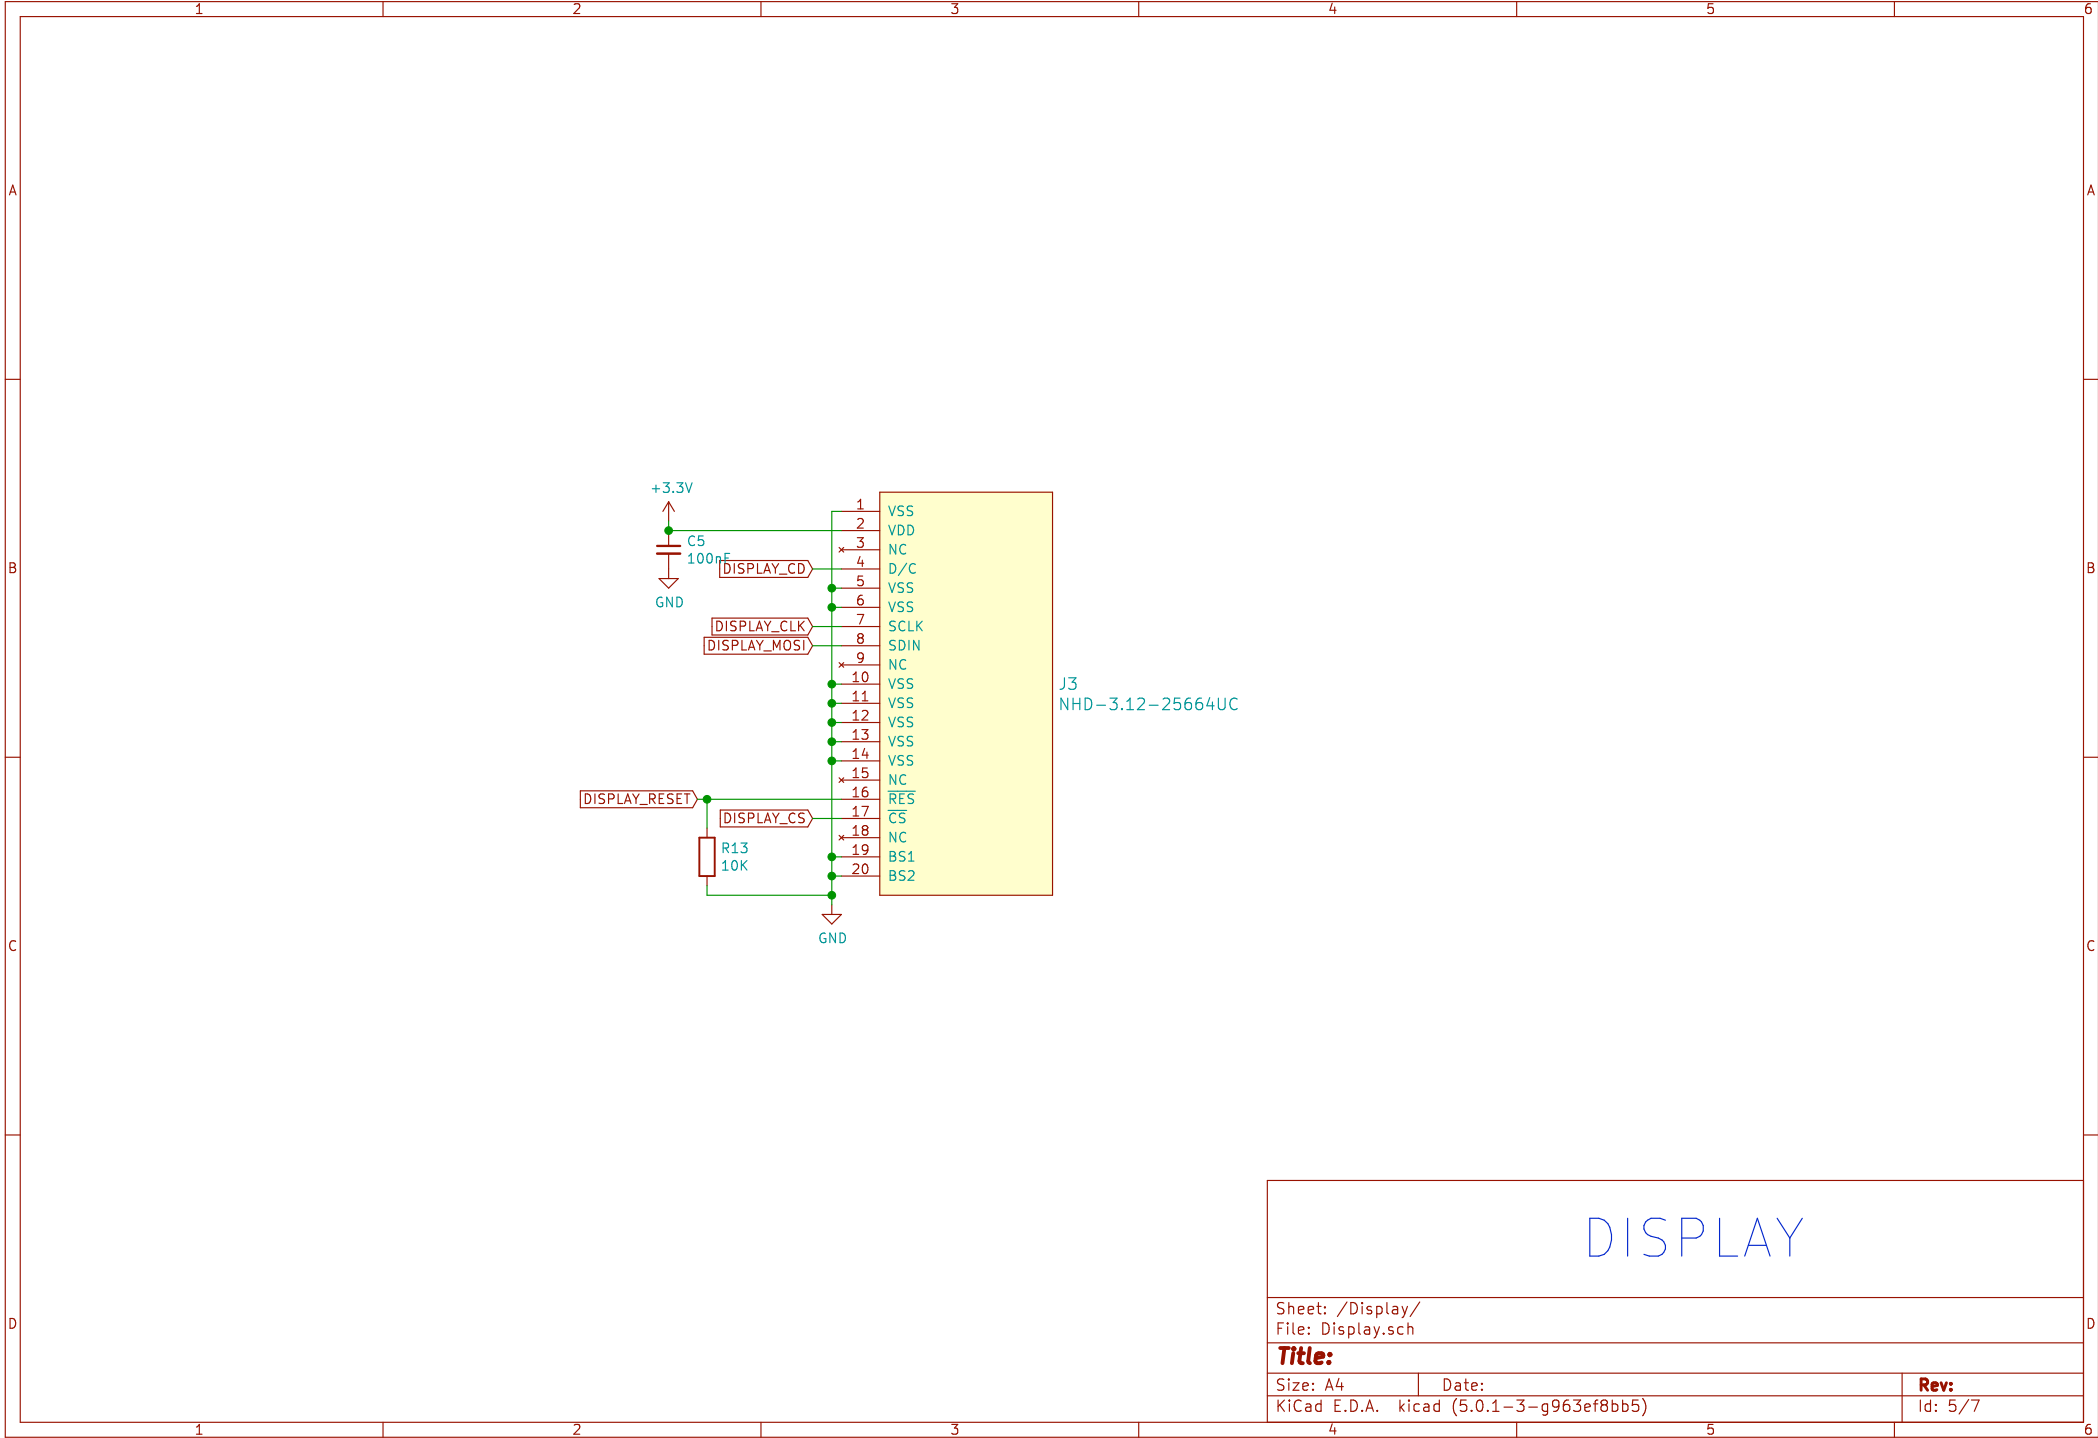 1 2 3 4 5 6
A A
B B
C C
D D
+3.3V
C5
100nF
GND
DISPLAY_CD
DISPLAY_CLK
DISPLAY_MOSI
DISPLAY_RESET
DISPLAY_CS
R13
10K
GND
1 VSS
2 VDD
3 NC
4 D/C
5 VSS
6 VSS
7 SCLK
8 SDIN
9 NC
10 VSS
11 VSS
12 VSS
13 VSS
14 VSS
15 NC
16 RES
17 CS
18 NC
19 BS1
20 BS2
J3
NHD-3.12-25664UC
DISPLAY
Sheet: /Display/
File: Display.sch
Title:
Size: A4 Date: Rev:
KiCad E.D.A. kicad (5.0.1-3-g963ef8bb5) Id: 5/7
1 2 3 4 5 6